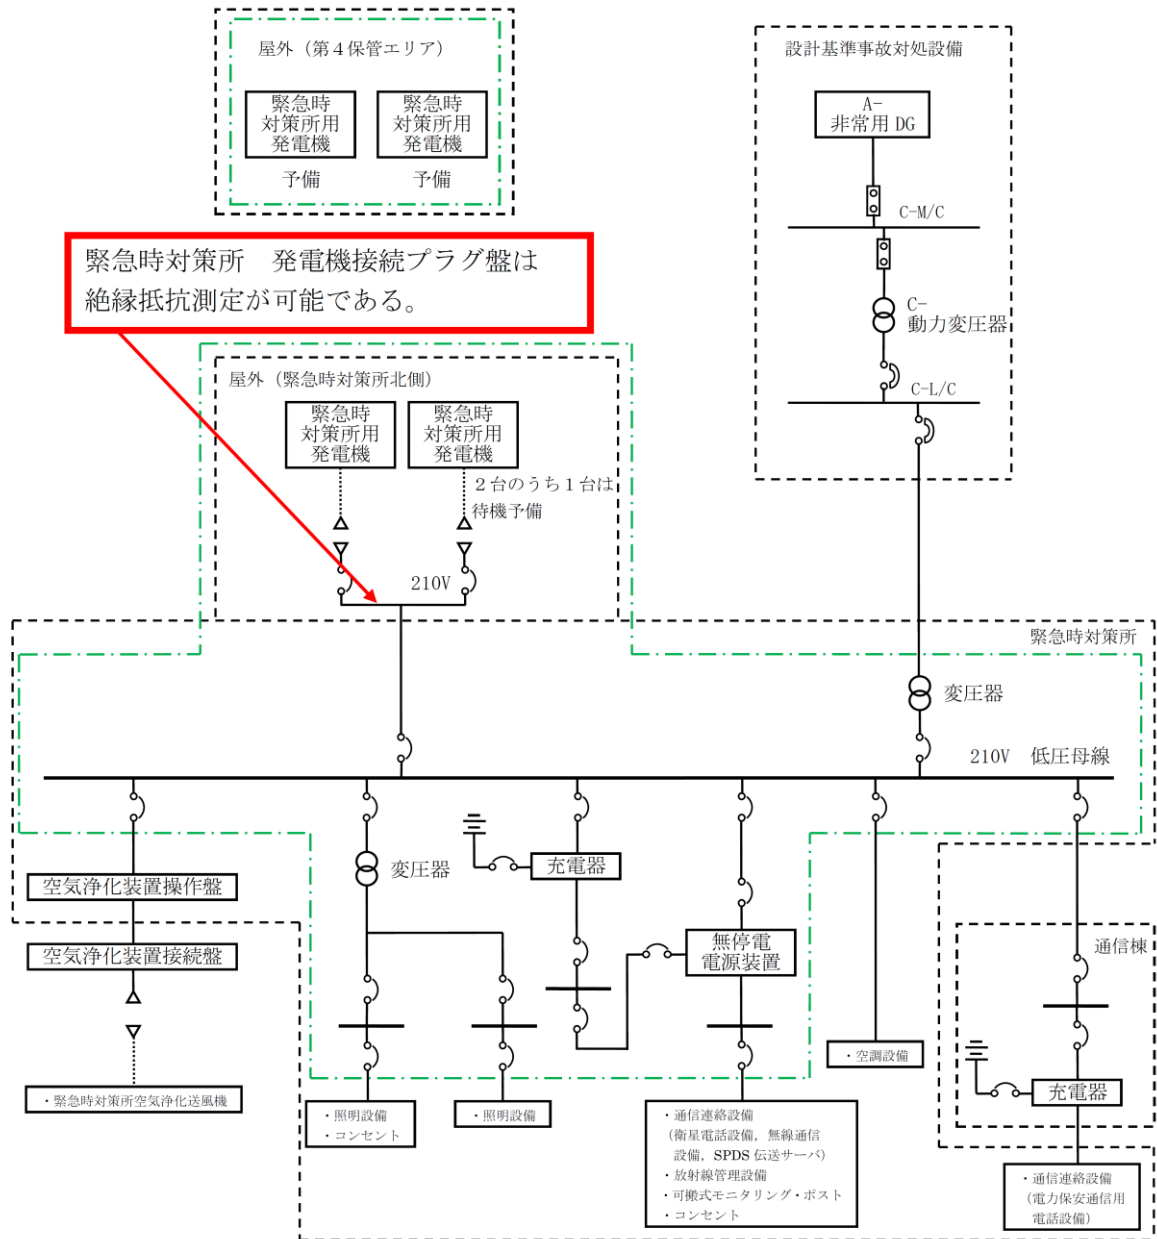 屋外（第４保管エリア）
緊急時
対策所用
発電機
予備
緊急時
対策所用
発電機
予備
設計基準事故対処設備
A-
非常用 DG
C-M/C
C-
動力変圧器
C-L/C
緊急時対策所　発電機接続プラグ盤は
絶縁抵抗測定が可能である。
屋外（緊急時対策所北側）
緊急時
対策所用
発電機
緊急時
対策所用
発電機
２台のうち１台は
待機予備
210V
緊急時対策所
変圧器
210V　低圧母線
空気浄化装置操作盤
空気浄化装置接続盤
・緊急時対策所空気浄化送風機
変圧器
充電器
無停電
電源装置
・照明設備
・コンセント
・照明設備
・通信連絡設備
（衛星電話設備，無線通信
設備，SPDS 伝送サーバ）
・放射線管理設備
・可搬式モニタリング・ポスト
・コンセント
・空調設備
通信棟
充電器
・通信連絡設備
（電力保安通信用
電話設備）